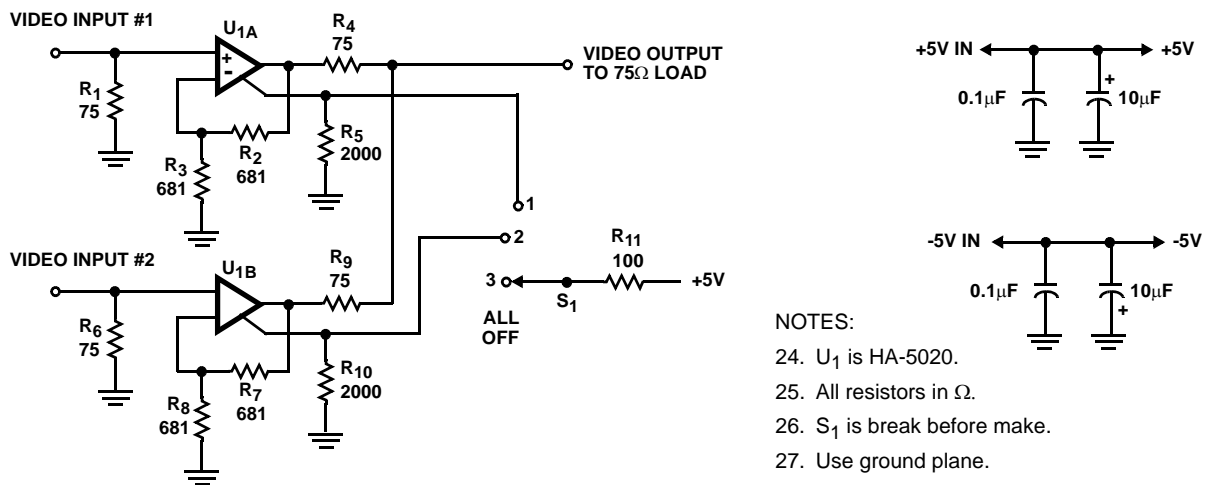 VIDEO INPUT #1
U1A
+
-
R4
75
VIDEO OUTPUT
TO 75Ω LOAD
R1
75
R2
681
R3
681
R5
2000
1
2
3
ALL
OFF
S1
R11
100
+5V
VIDEO INPUT #2
U1B
R9
75
R6
75
R7
681
R8
681
R10
2000
+5V IN
+5V
0.1μF
+
10μF
-5V IN
-5V
0.1μF
10μF
+
NOTES:
24. U1 is HA-5020.
25. All resistors in Ω.
26. S1 is break before make.
27. Use ground plane.